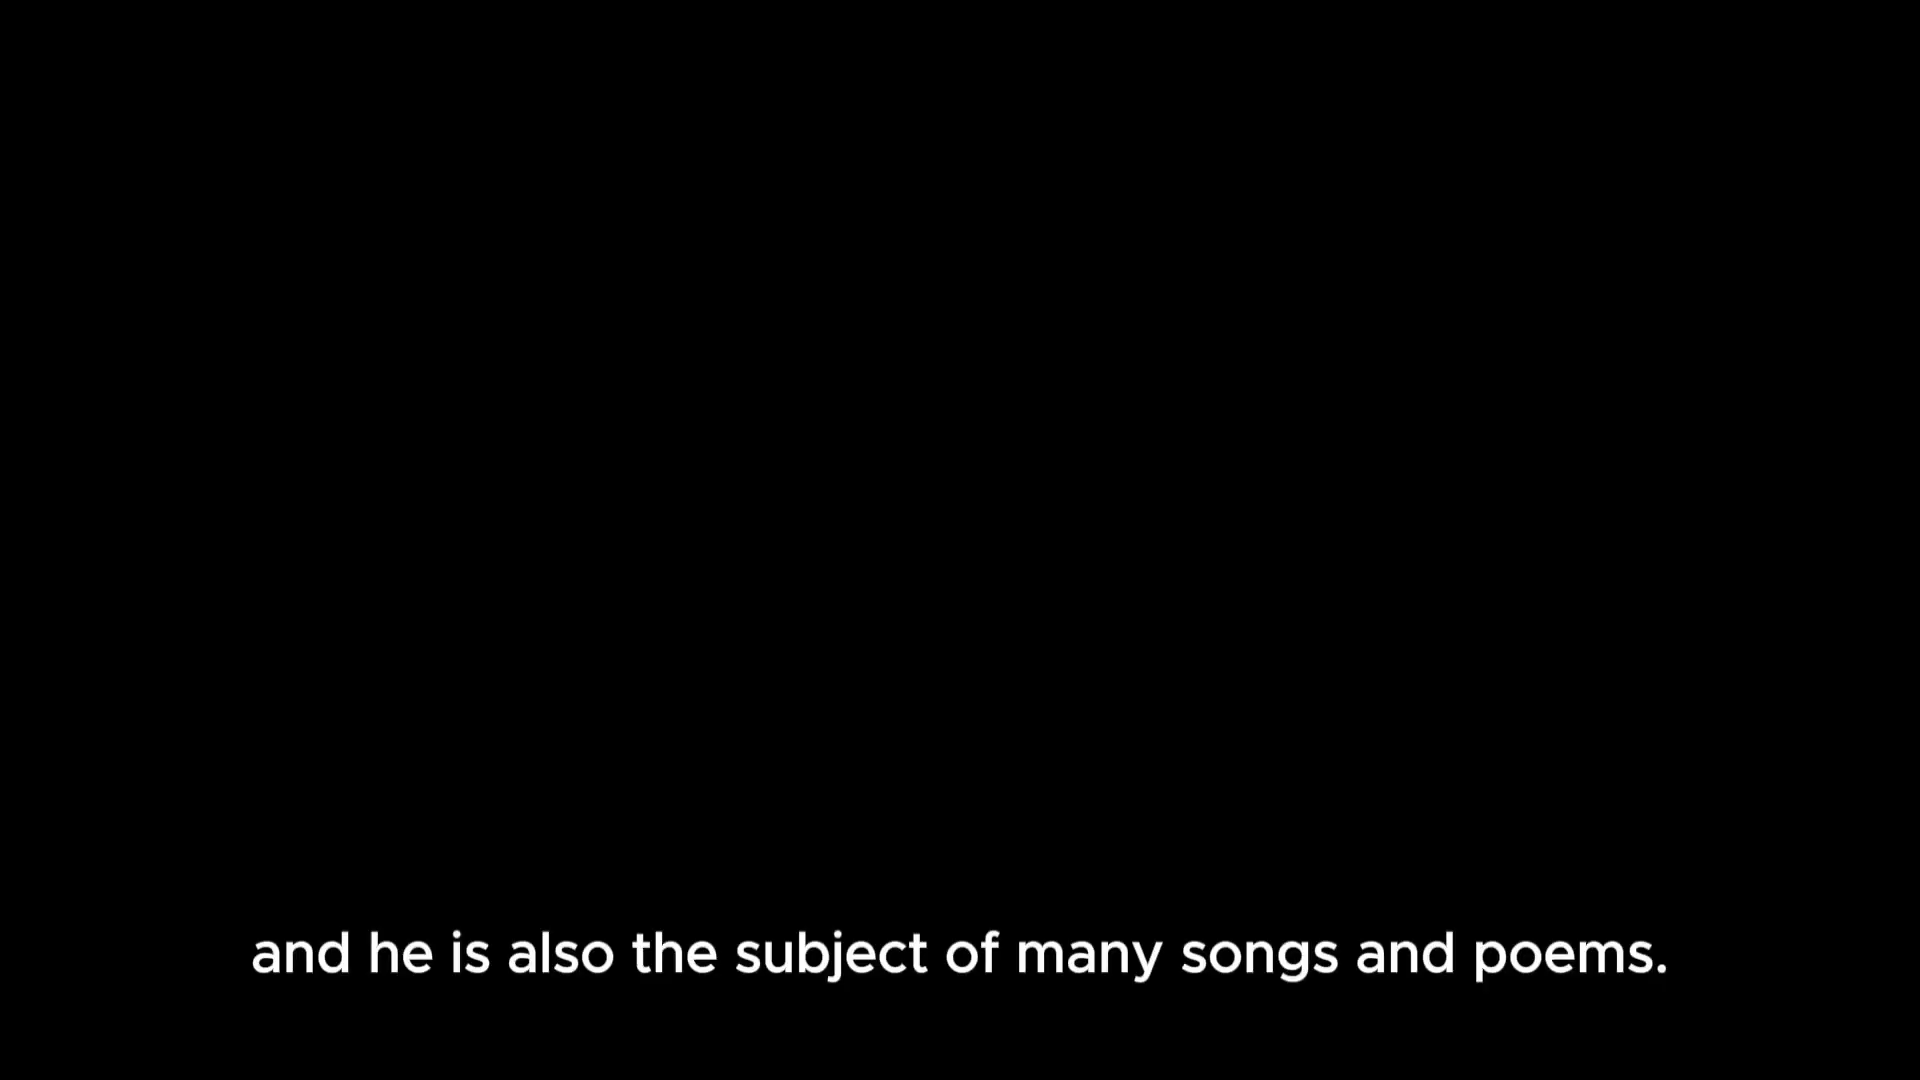 and he is also the subject of many songs and poems.